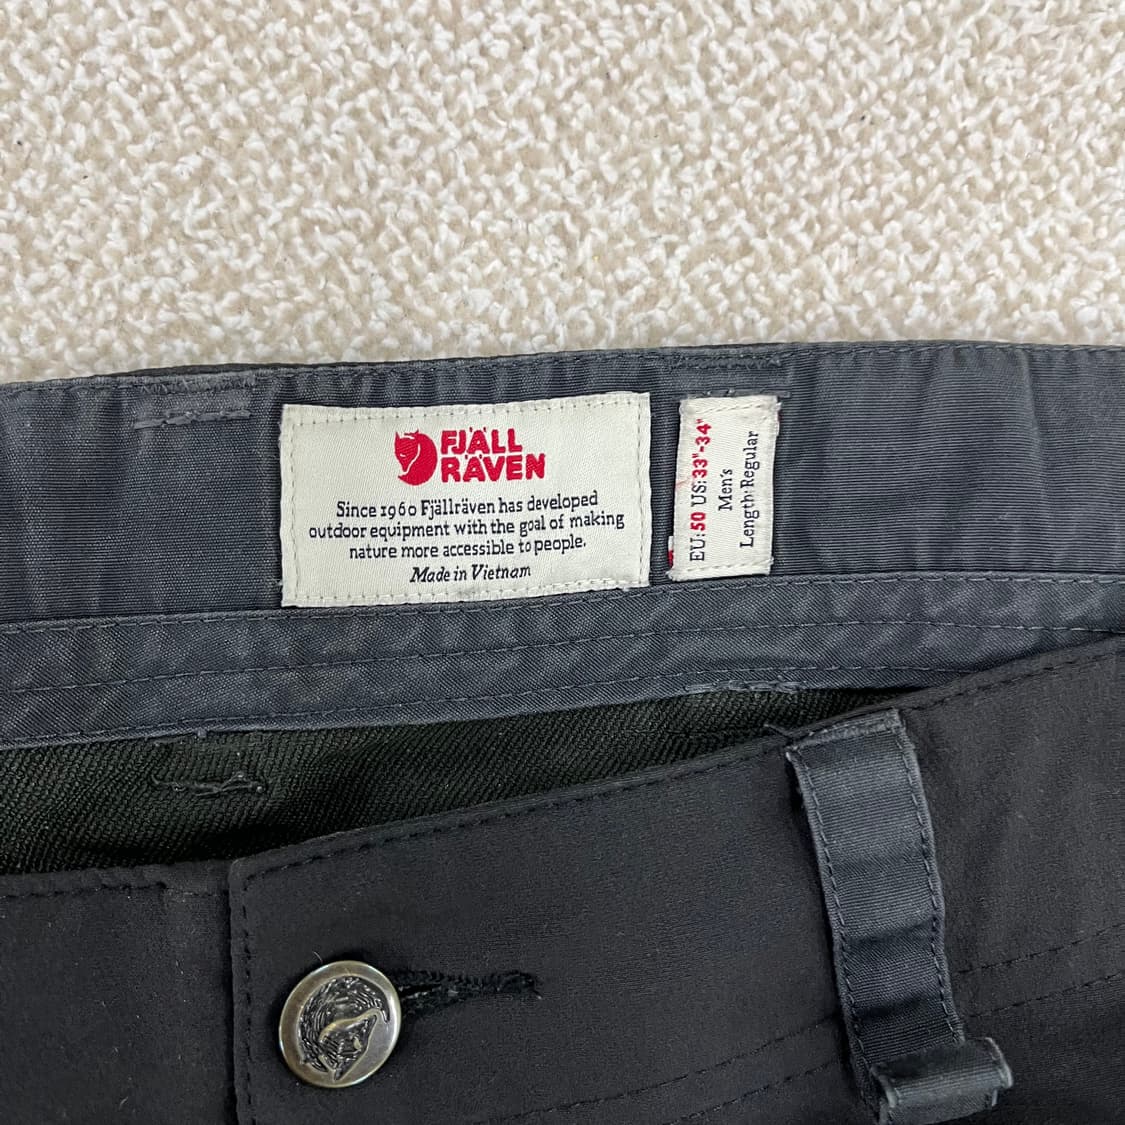 FJÄLL
RÄVEN
Since 1960 Fjällräven has developed
outdoor equipment with the goal of making
nature more accessible to people.
Made in Vietnam
EU:50 US:33"-34"
Men's
Length: Regular